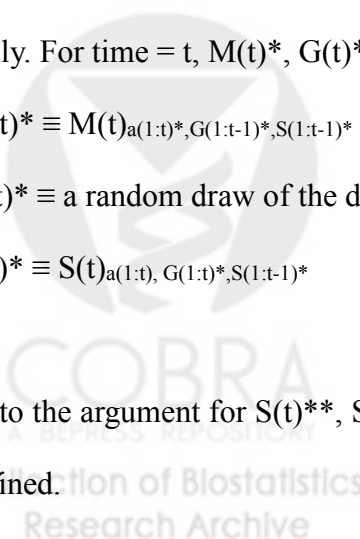 ly. For time = t, M(t)*, G(t)*
t)* ≡ M(t)a(1:t)*,G(1:t-1)*,S(1:t-1)*
t)* ≡ a random draw of the d
)* ≡ S(t)a(1:t), G(1:t)*,S(1:t-1)*
COBRA
A BEPRESS REPOSITORY
to the argument for S(t)**, S
ined.
ction of Biostatistics
Research Archive